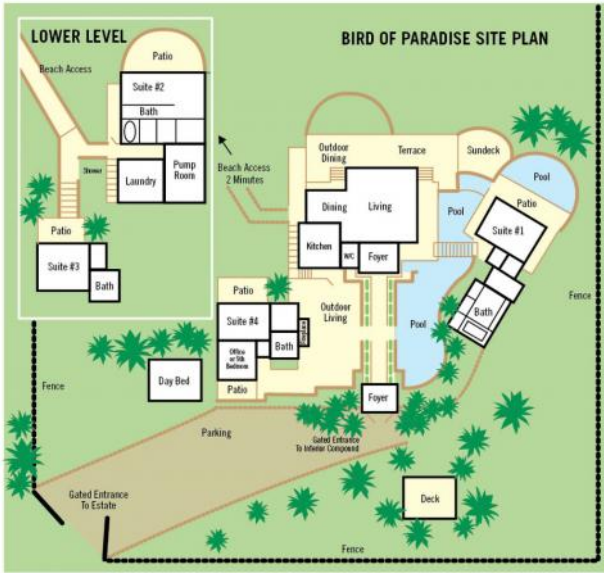 LOWER LEVEL
BIRD OF PARADISE SITE PLAN
Patio
Beach Access
Suite #2
Bath
Shower
Laundry
Pump
Room
Patio
Suite #3
Bath
Beach Access
2 Minutes
Outdoor
Dining
Terrace
Sundeck
Pool
Dining
Living
Pool
Patio
Suite #1
Kitchen
W/C
Foyer
Bath
Fence
Patio
Outdoor
Living
Pool
Suite #4
Fireplace
Bath
Office
or 5th
Bedroom
Day Bed
Patio
Foyer
Fence
Parking
Gated Entrance
To Interior Compound
Gated Entrance
To Estate
Deck
Fence